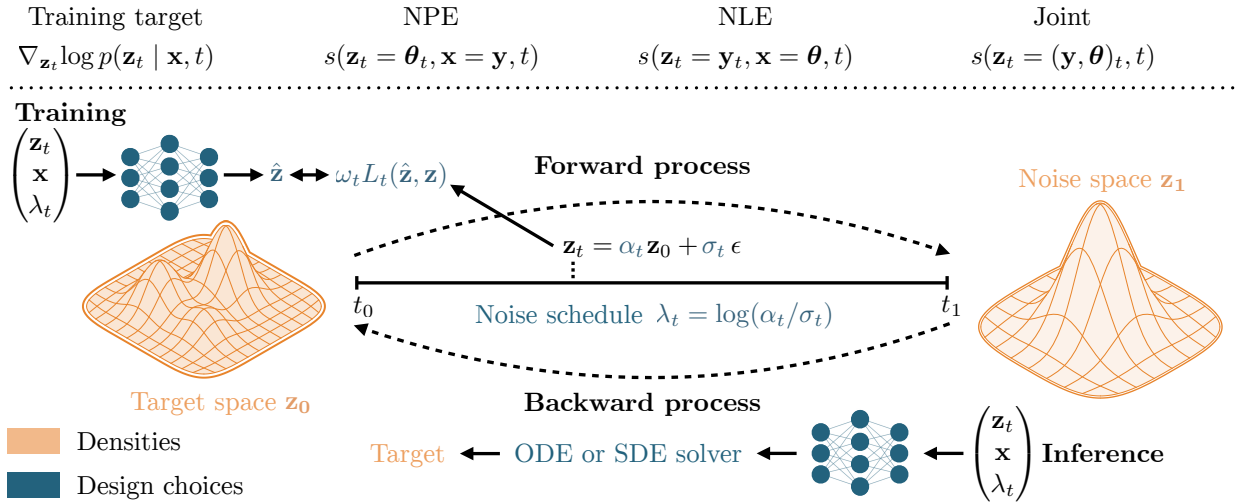 Training target NPE NLE Joint
∇_{𝐳_t} log p(𝐳_t | 𝐱, t) s(𝐳_t = 𝜽_t, 𝐱 = 𝐲, t) s(𝐳_t = 𝐲_t, 𝐱 = 𝜽, t) s(𝐳_t = (𝐲, 𝜽)_t, t)
Training
𝐳_t
𝐱
λ_t
ẑ
ω_t L_t(ẑ, 𝐳)
Forward process
Noise space 𝐳_1
𝐳_t = α_t 𝐳_0 + σ_t ϵ
t_0
t_1
Noise schedule λ_t = log(α_t/σ_t)
Target space 𝐳_0
Backward process
Densities
Design choices
Target
ODE or SDE solver
𝐳_t
𝐱
λ_t
Inference